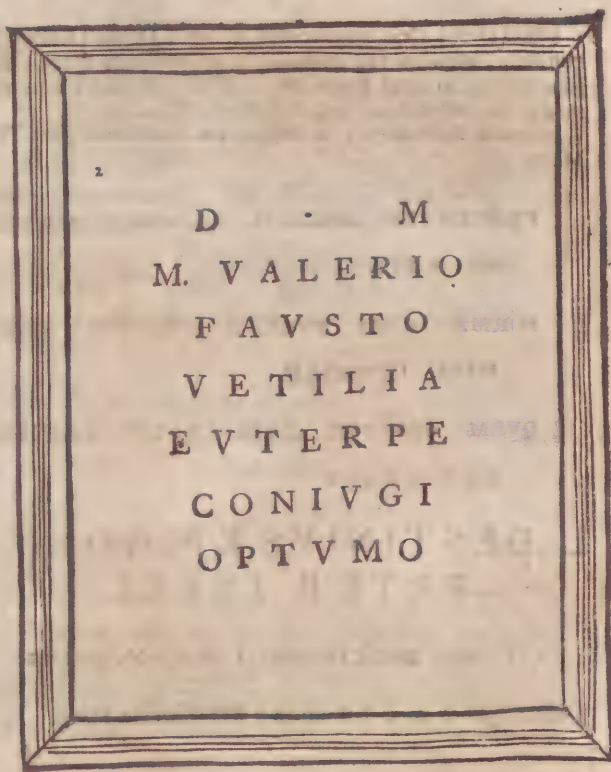 2
D · M
M. VALERIO
FAVSTO
VETILIA
EVTERPE
CONIVGI
OPTVMO